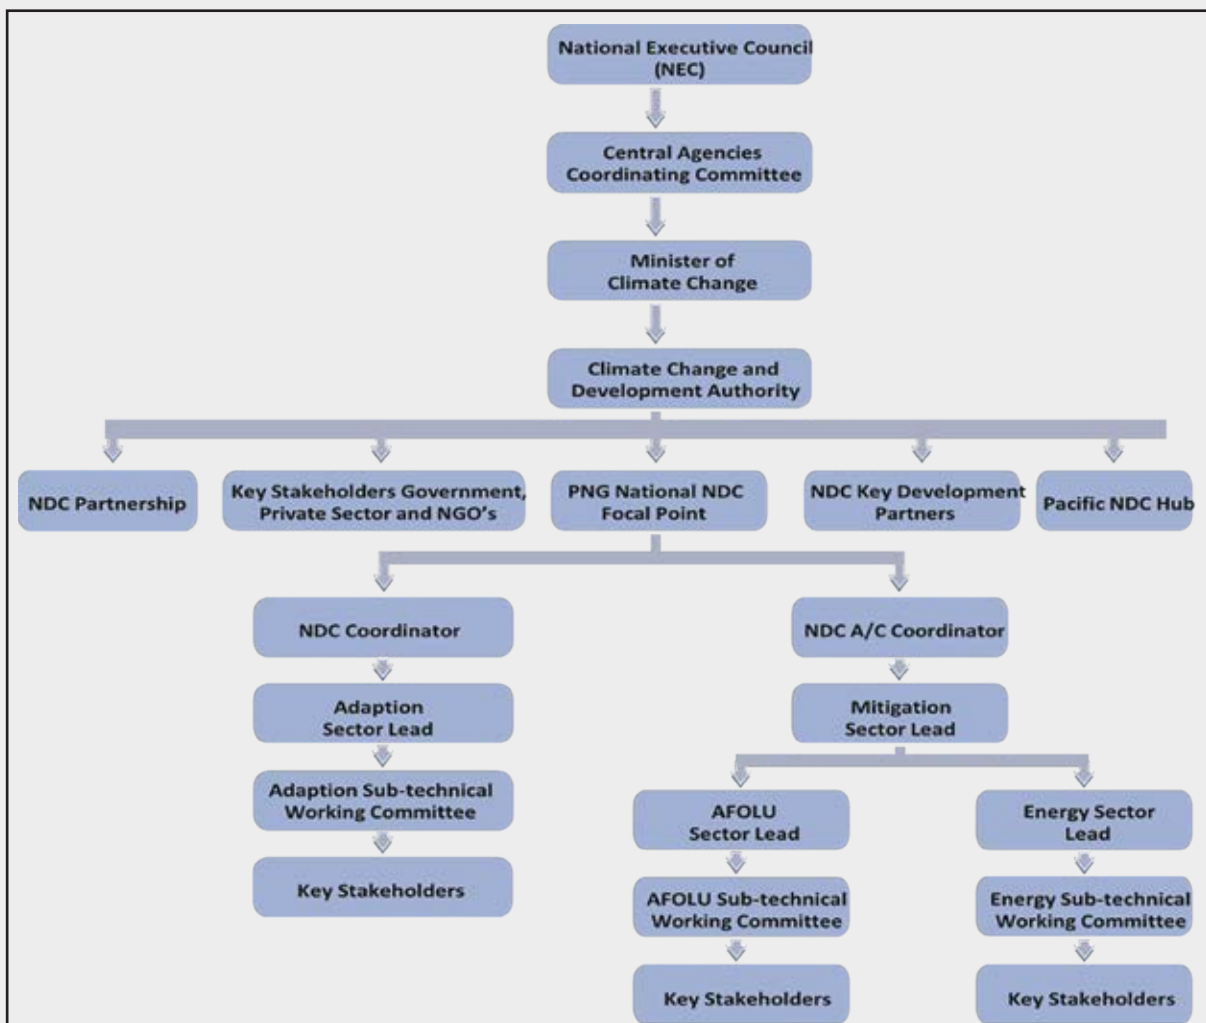 National Executive Council
(NEC)
Central Agencies
Coordinating Committee
Minister of
Climate Change
Climate Change and
Development Authority
NDC Partnership
Key Stakeholders Government,
Private Sector and NGO's
PNG National NDC
Focal Point
NDC Key Development
Partners
Pacific NDC Hub
NDC Coordinator
NDC A/C Coordinator
Adaption
Sector Lead
Mitigation
Sector Lead
Adaption Sub-technical
Working Committee
AFOLU
Sector Lead
Energy Sector
Lead
Key Stakeholders
AFOLU Sub-technical
Working Committee
Energy Sub-technical
Working Committee
Key Stakeholders
Key Stakeholders